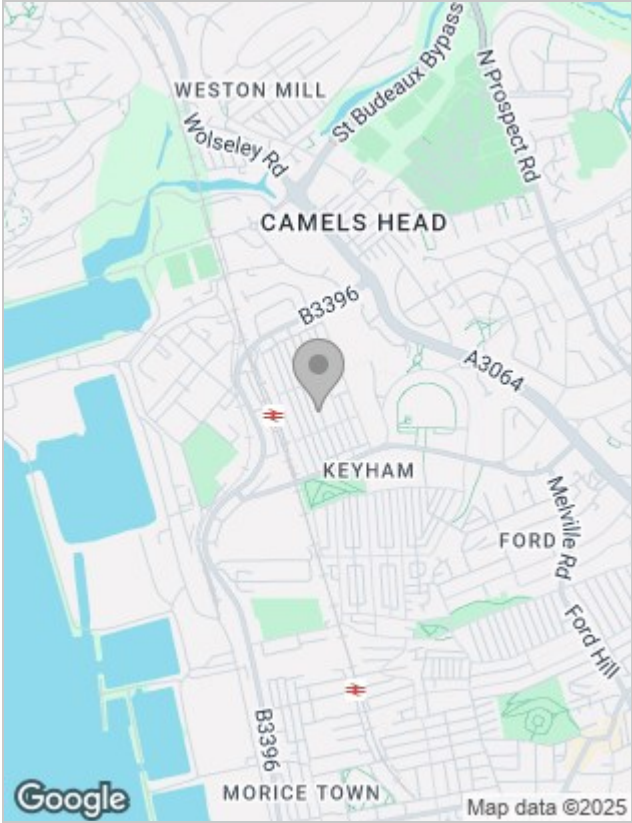 WESTON MILL
St Budeaux Bypass
N Prospect Rd
Wolseley Rd
CAMELS HEAD
B3396
A3064
KEYHAM
Melville Rd
FORD
Ford Hill
B3396
MORICE TOWN
Google
Map data ©2025